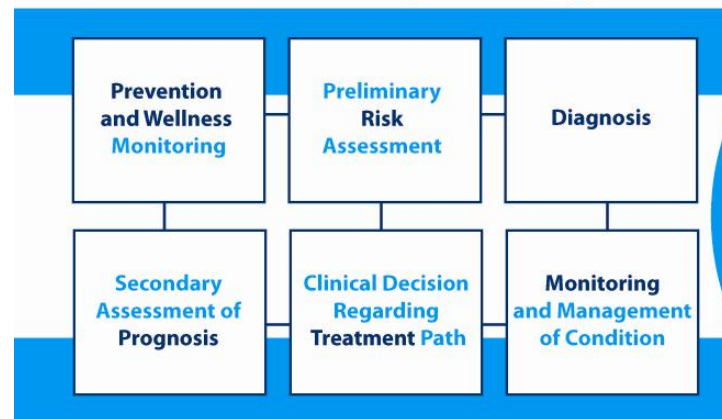 Prevention
and Wellness
Monitoring
Preliminary
Risk
Assessment
Diagnosis
Secondary
Assessment of
Prognosis
Clinical Decision
Regarding
Treatment Path
Monitoring
and Management
of Condition